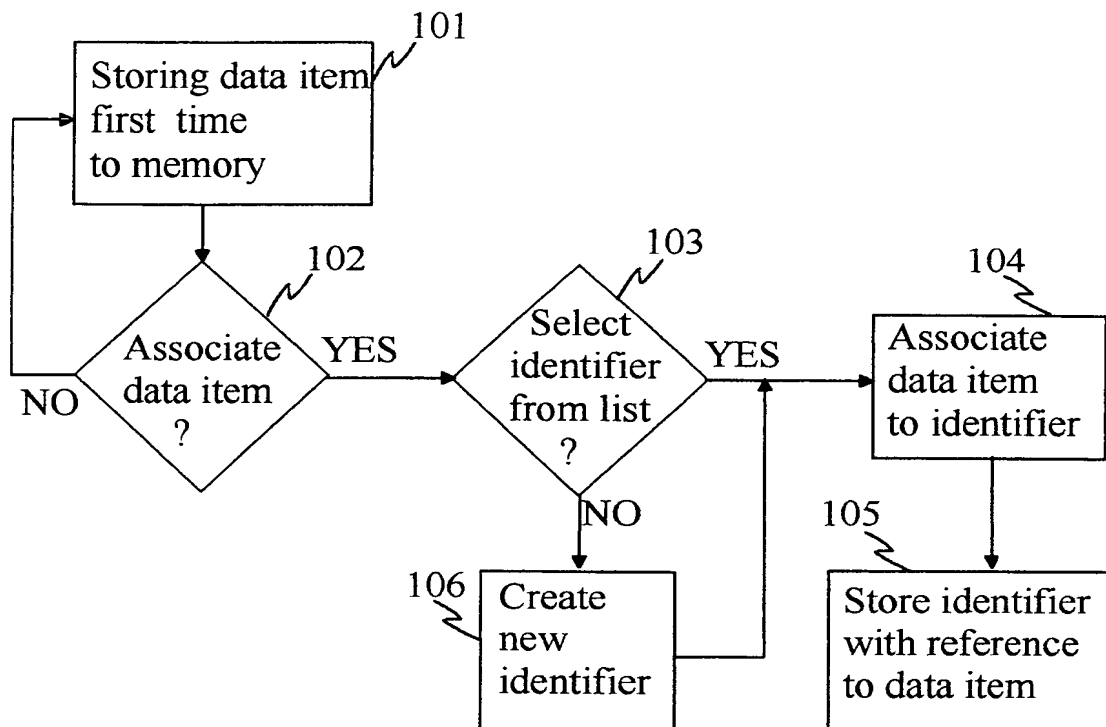 101
Storing data item
first time
to memory
102
Associate
data item
?
NO
YES
103
Select
identifier
from list
?
YES
NO
104
Associate
data item
to identifier
105
Store identifier
with reference
to data item
106
Create
new
identifier